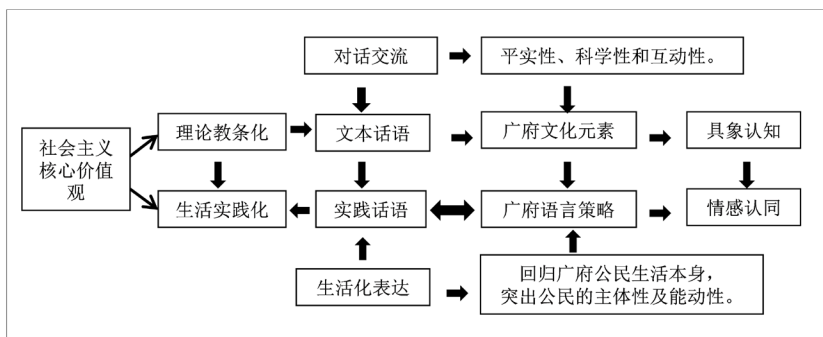 对话交流
平实性、科学性和互动性。
社会主义
核心价值
观
理论教条化
文本话语
广府文化元素
具象认知
生活实践化
实践话语
广府语言策略
情感认同
生活化表达
回归广府公民生活本身，
突出公民的主体性及能动性。